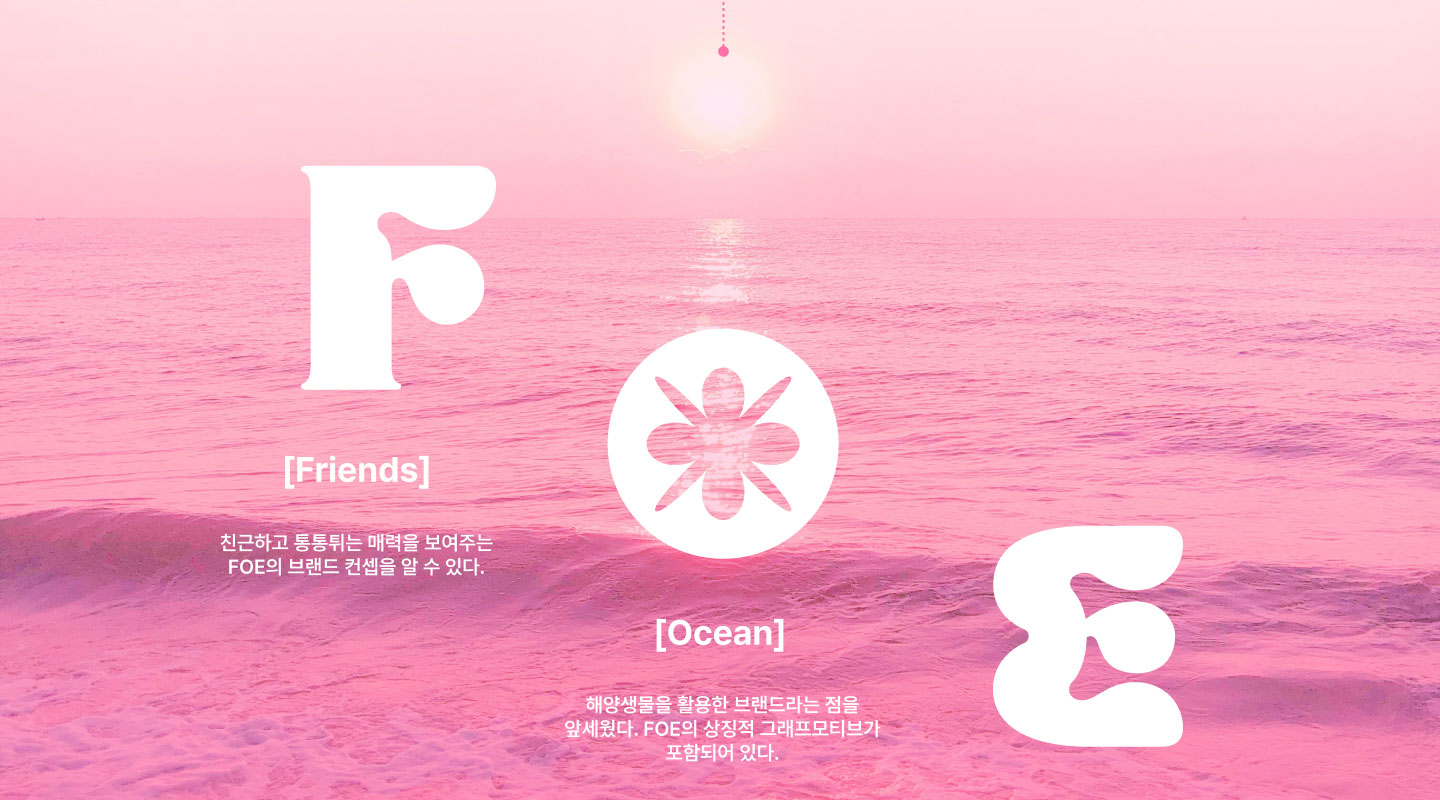 F
[Friends]
친근하고 통통튀는 매력을 보여주는
FOE의 브랜드 컨셉을 알 수 있다.
O
[Ocean]
해양생물을 활용한 브랜드라는 점을
앞세웠다. FOE의 상징적 그래프모티브가
포함되어 있다.
E